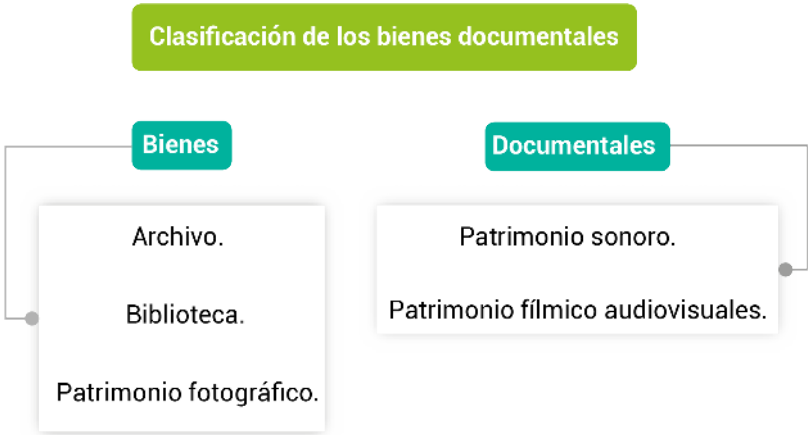 Clasificación de los bienes documentales
Bienes
Archivo.
Biblioteca.
Patrimonio fotográfico.
Documentales
Patrimonio sonoro.
Patrimonio fílmico audiovisuales.